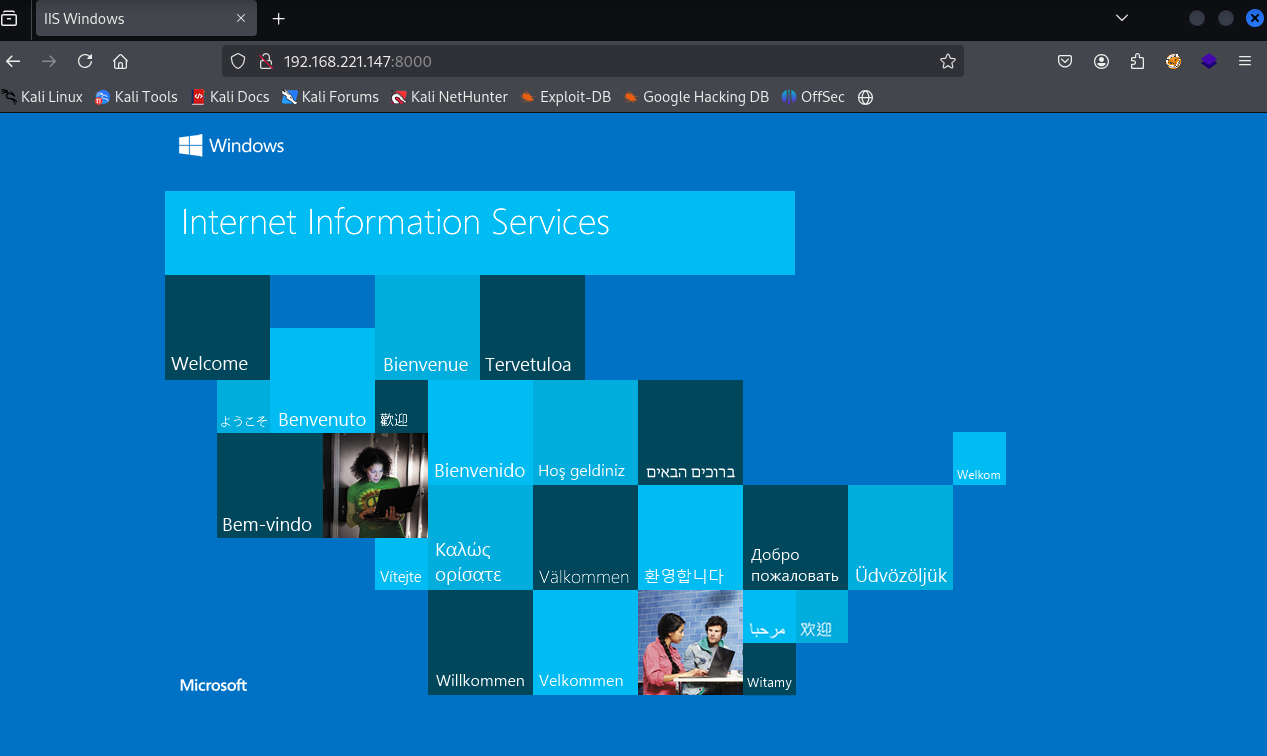 IIS Windows
192.168.221.147:8000
Kali Linux
Kali Tools
Kali Docs
Kali Forums
Kali NetHunter
Exploit-DB
Google Hacking DB
OffSec
Windows
Internet Information Services
Welcome
Bienvenue
Tervetuloa
ようこそ
Benvenuto
歡迎
Bienvenido
Hoş geldiniz
ברוכים הבאים
Welkom
Bem-vindo
Vítejte
Καλώς
ορίσατε
Välkommen
환영합니다
Добро
пожаловать
Üdvözöljük
مرحبا
欢迎
Willkommen
Velkommen
Witamy
Microsoft